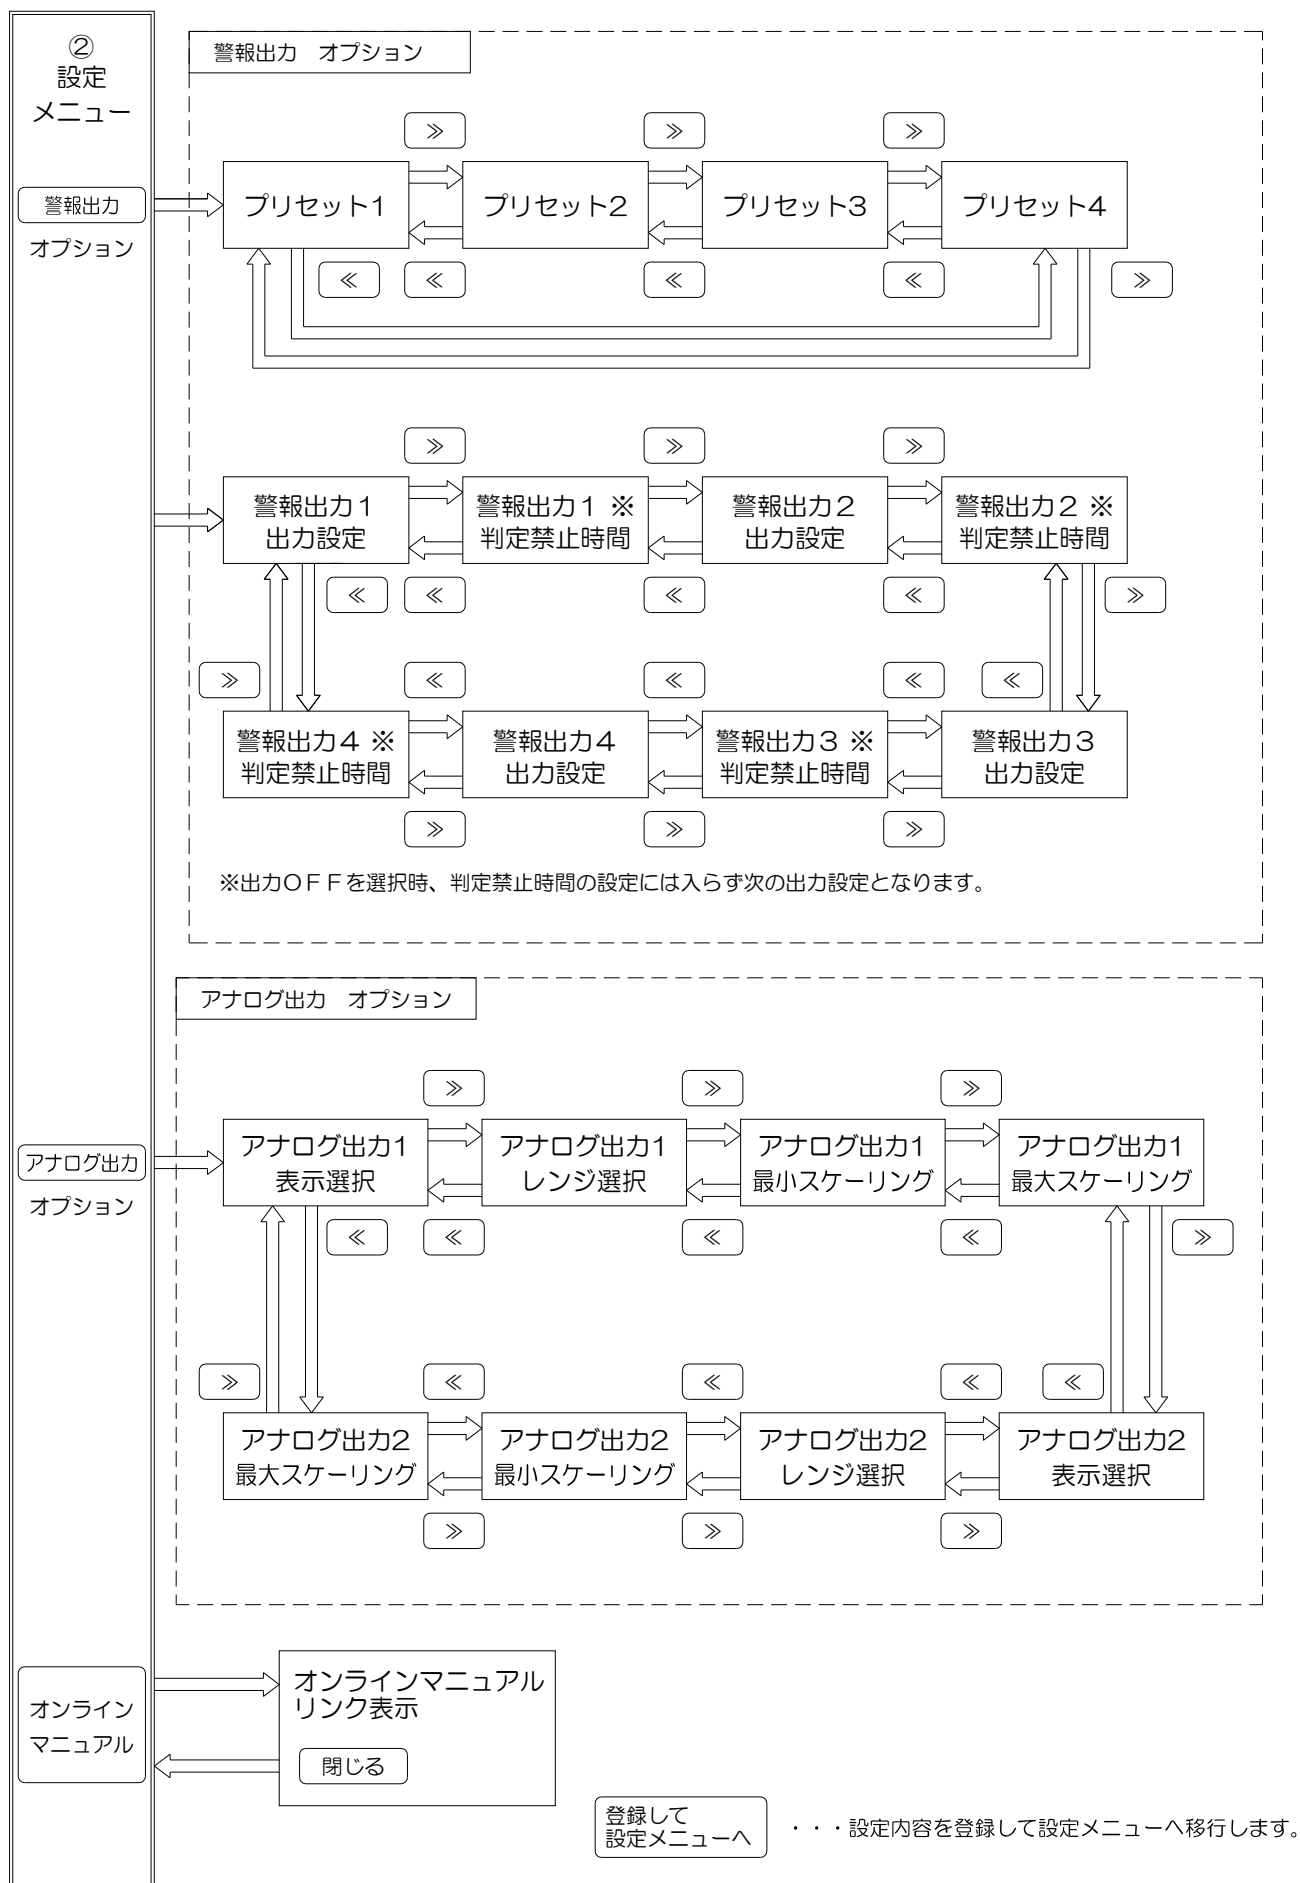 ②
設定
メニュー
警報出力
オプション
警報出力　オプション
≫ ≫ ≫
プリセット1 プリセット2 プリセット3 プリセット4
≪ ≪ ≪ ≪ ≫
≫ ≫ ≫
警報出力1
出力設定
警報出力1 ※
判定禁止時間
警報出力2
出力設定
警報出力2 ※
判定禁止時間
≪ ≪ ≪ ≪ ≫
≫ ≪ ≪ ≪ ≪
警報出力4 ※
判定禁止時間
警報出力4
出力設定
警報出力3 ※
判定禁止時間
警報出力3
出力設定
≫ ≫ ≫
※出力OFFを選択時、判定禁止時間の設定には入らず次の出力設定となります。
アナログ出力
オプション
アナログ出力　オプション
≫ ≫ ≫
アナログ出力1
表示選択
アナログ出力1
レンジ選択
アナログ出力1
最小スケーリング
アナログ出力1
最大スケーリング
≪ ≪ ≪ ≪ ≫
≫ ≪ ≪ ≪ ≪
アナログ出力2
最大スケーリング
アナログ出力2
最小スケーリング
アナログ出力2
レンジ選択
アナログ出力2
表示選択
≫ ≫ ≫
オンライン
マニュアル
オンラインマニュアル
リンク表示
閉じる
登録して
設定メニューへ
・・・設定内容を登録して設定メニューへ移行します。